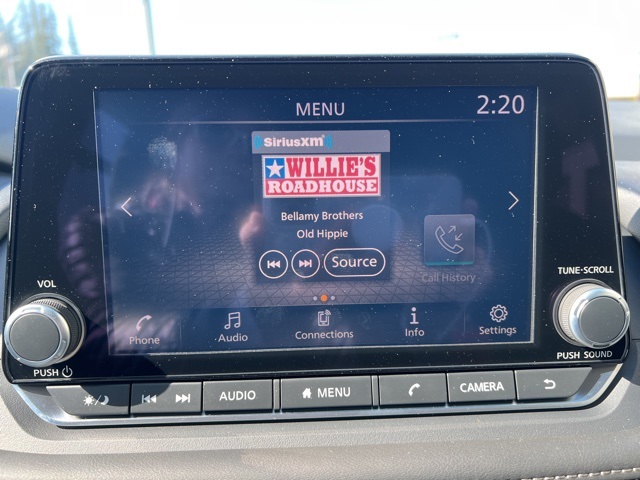 MENU 2:20
SiriusXM
WILLIE'S
ROADHOUSE
Bellamy Brothers
Old Hippie
Source
Call History
Phone Audio Connections Info Settings
VOL
PUSH
TUNE·SCROLL
PUSH SOUND
AUDIO MENU CAMERA